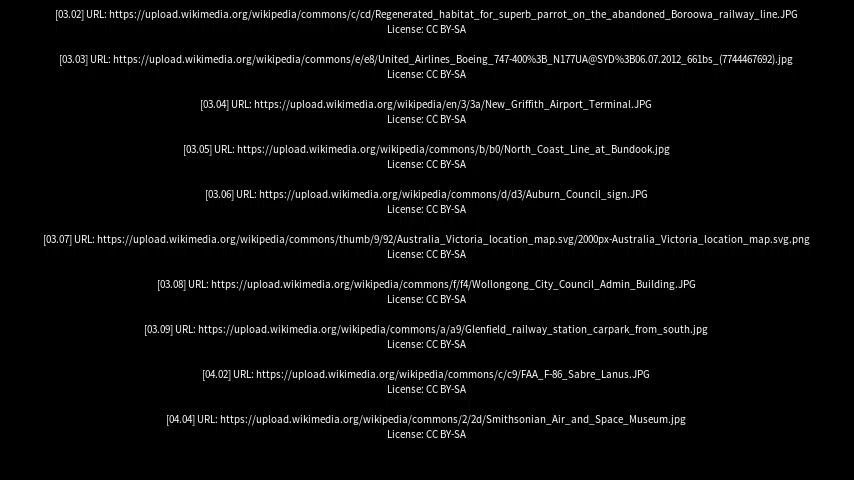 [03.02] URL: https://upload.wikimedia.org/wikipedia/commons/c/cd/Regenerated_habitat_for_superb_parrot_on_the_abandoned_Boroowa_railway_line.JPG
License: CC BY-SA
[03.03] URL: https://upload.wikimedia.org/wikipedia/commons/e/e8/United_Airlines_Boeing_747-400%3B_N177UA@SYD%3B06.07.2012_661bs_(7744467692).jpg
License: CC BY-SA
[03.04] URL: https://upload.wikimedia.org/wikipedia/en/3/3a/New_Griffith_Airport_Terminal.JPG
License: CC BY-SA
[03.05] URL: https://upload.wikimedia.org/wikipedia/commons/b/b0/North_Coast_Line_at_Bundook.jpg
License: CC BY-SA
[03.06] URL: https://upload.wikimedia.org/wikipedia/commons/d/d3/Auburn_Council_sign.JPG
License: CC BY-SA
[03.07] URL: https://upload.wikimedia.org/wikipedia/commons/thumb/9/92/Australia_Victoria_location_map.svg/2000px-Australia_Victoria_location_map.svg.png
License: CC BY-SA
[03.08] URL: https://upload.wikimedia.org/wikipedia/commons/f/f4/Wollongong_City_Council_Admin_Building.JPG
License: CC BY-SA
[03.09] URL: https://upload.wikimedia.org/wikipedia/commons/a/a9/Glenfield_railway_station_carpark_from_south.jpg
License: CC BY-SA
[04.02] URL: https://upload.wikimedia.org/wikipedia/commons/c/c9/FAA_F-86_Sabre_Lanus.JPG
License: CC BY-SA
[04.04] URL: https://upload.wikimedia.org/wikipedia/commons/2/2d/Smithsonian_Air_and_Space_Museum.jpg
License: CC BY-SA